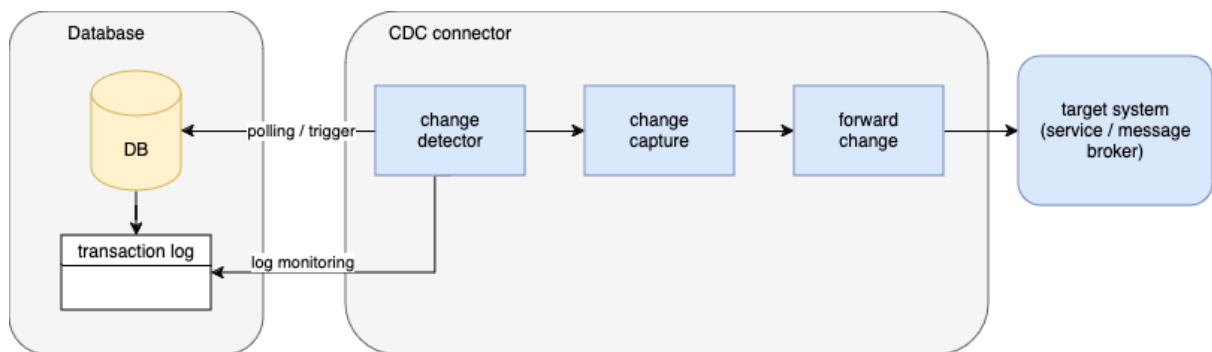 Database
CDC connector
DB
polling / trigger
change
detector
change
capture
forward
change
target system
(service / message
broker)
transaction log
log monitoring